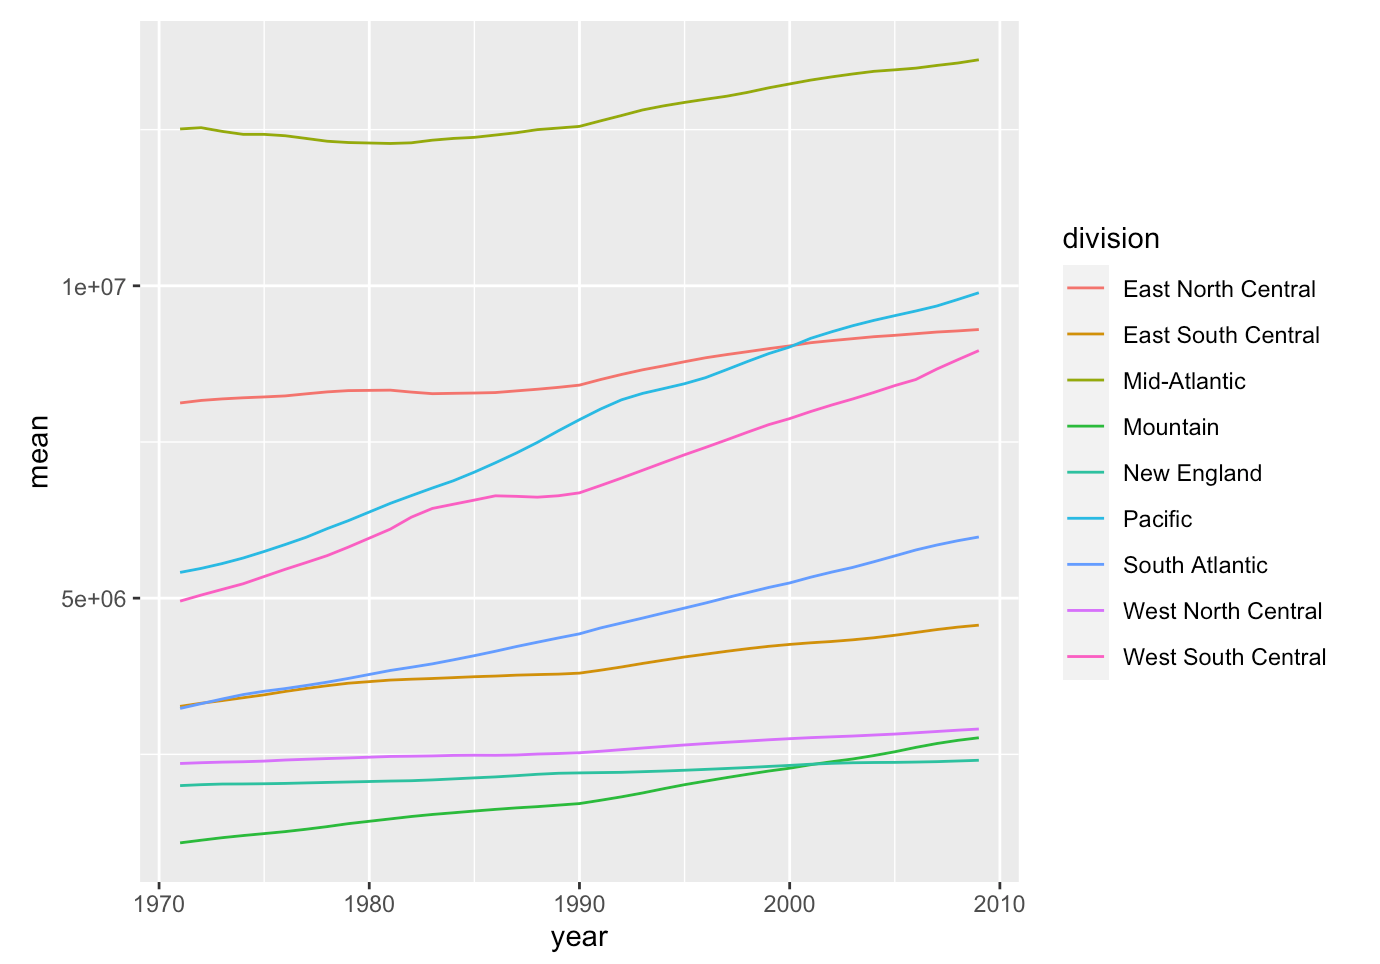 mean
1e+07
5e+06
1970 1980 1990 2000 2010
year
division
East North Central
East South Central
Mid-Atlantic
Mountain
New England
Pacific
South Atlantic
West North Central
West South Central